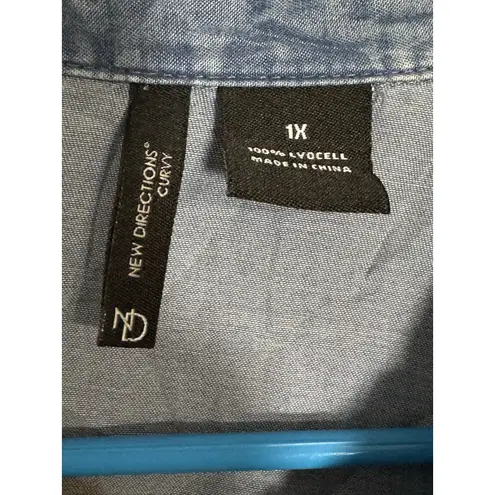 NEW DIRECTIONS®
CURVY
ND
1X
100% LYOCELL
MADE IN CHINA